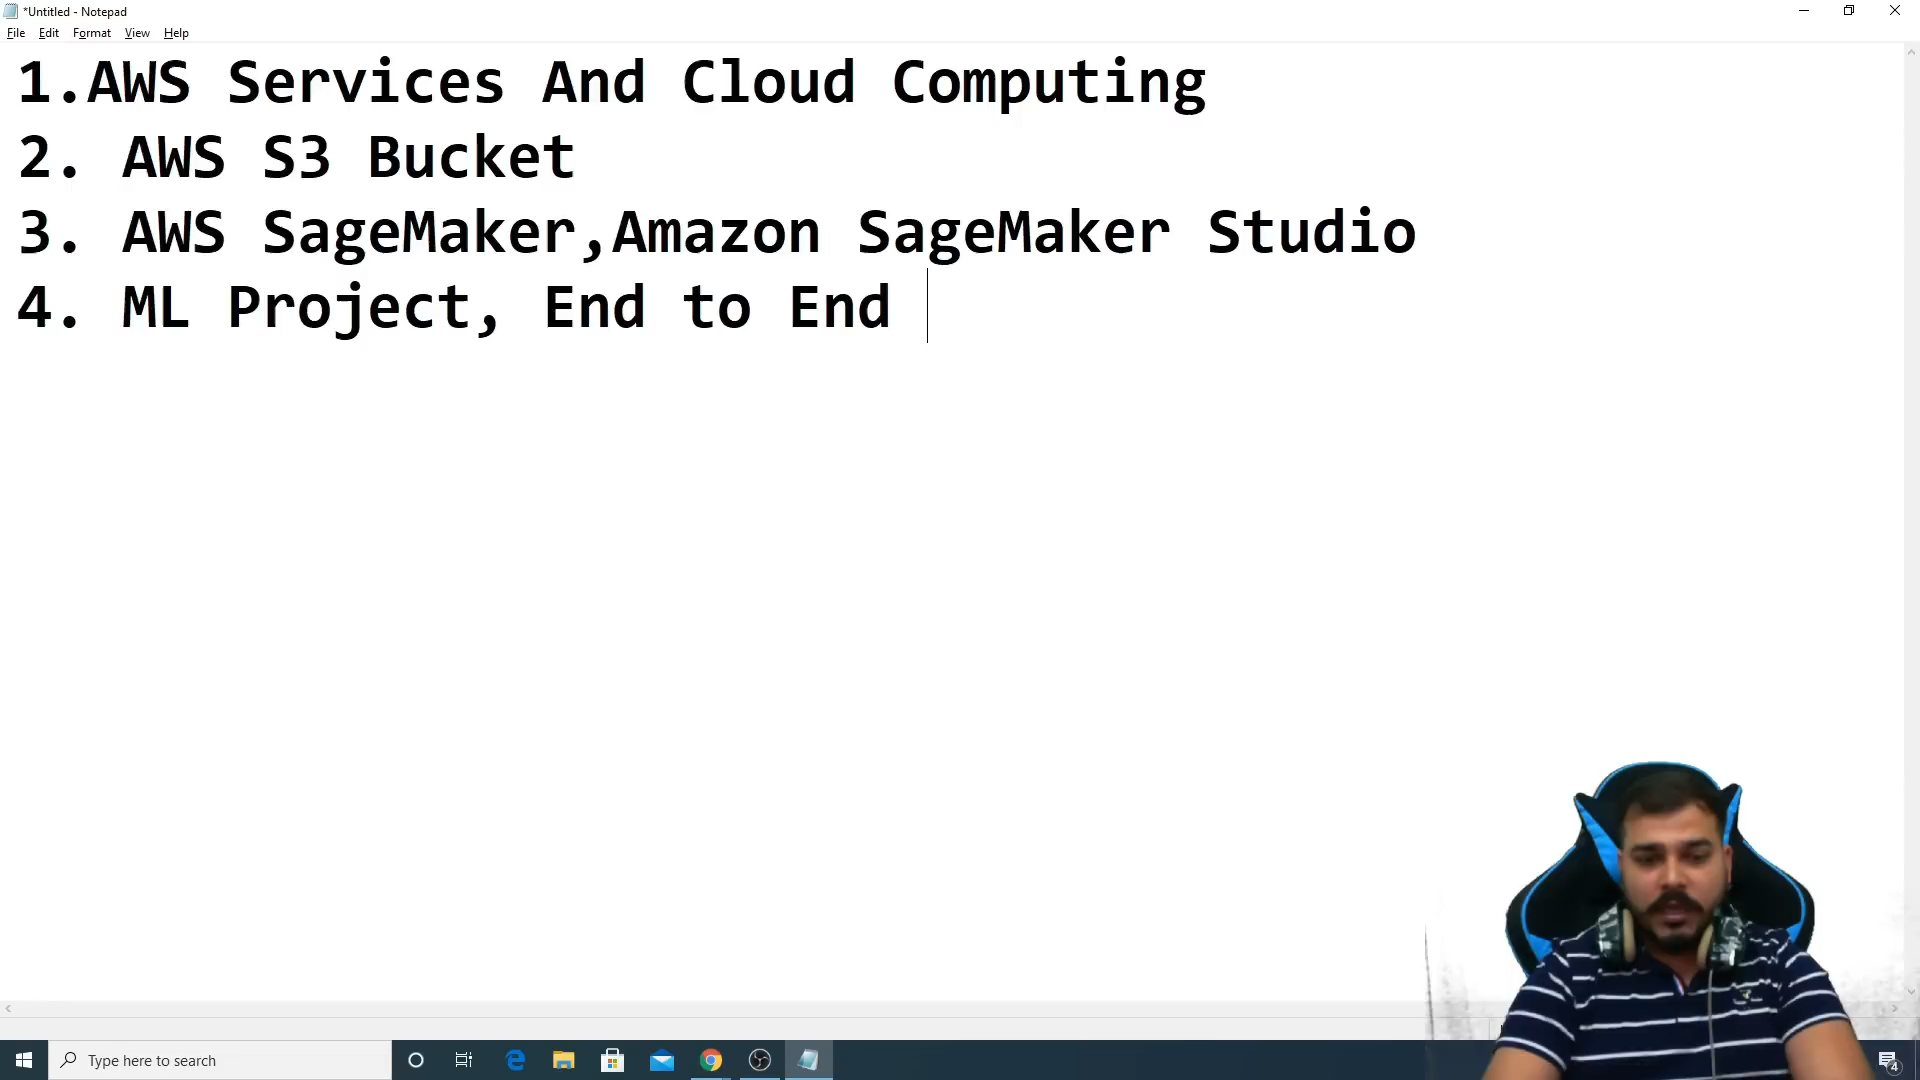 *Untitled - Notepad
File Edit Format View Help
1.AWS Services And Cloud Computing
2. AWS S3 Bucket
3. AWS SageMaker,Amazon SageMaker Studio
4. ML Project, End to End
Type here to search
4